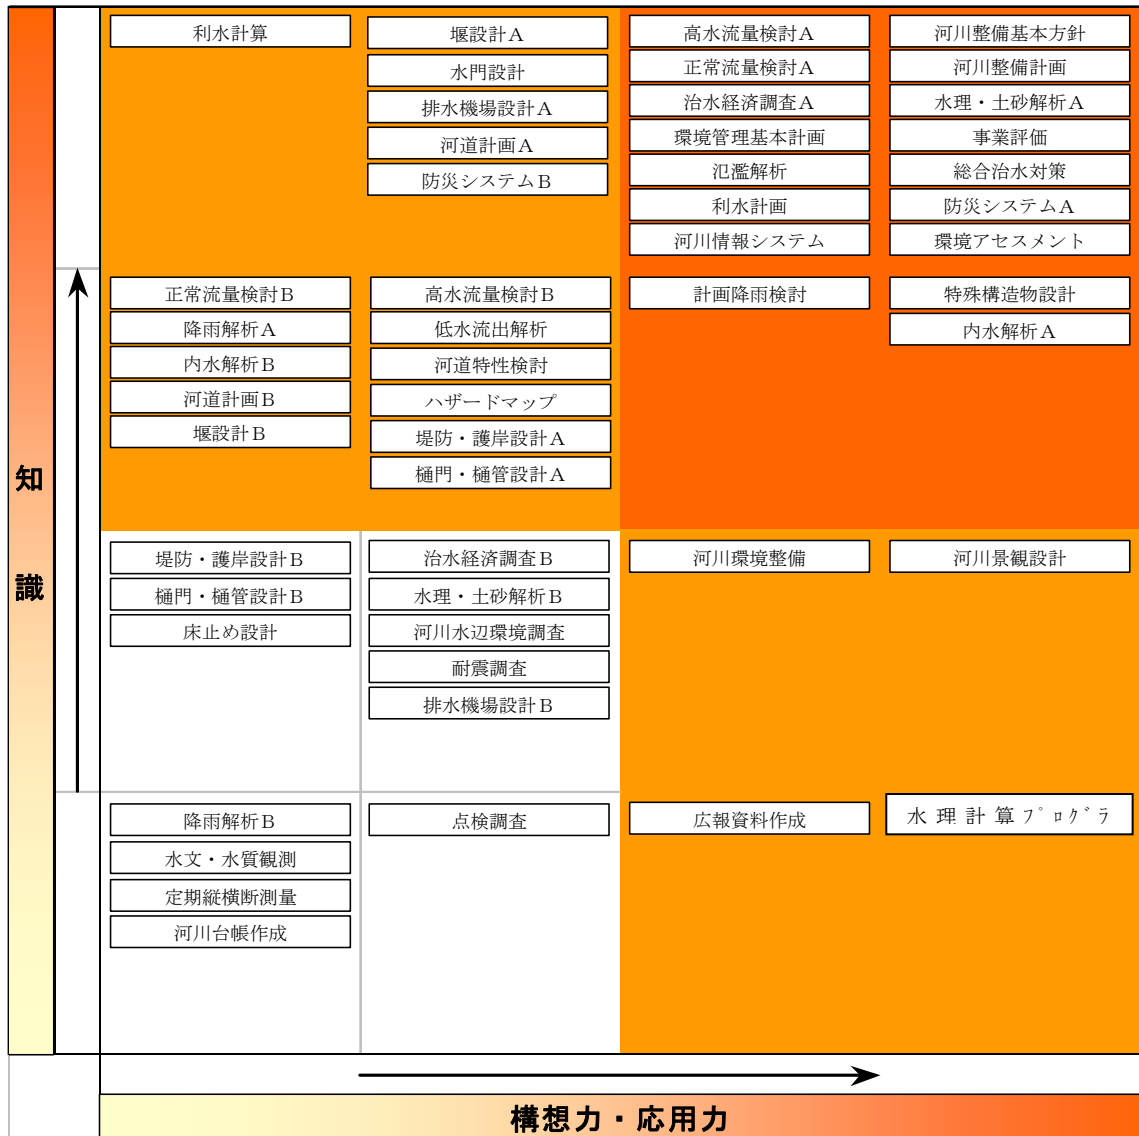 利水計算
堰設計A
水門設計
排水機場設計A
河道計画A
防災システムB
高水流量検討A
正常流量検討A
治水経済調査A
環境管理基本計画
氾濫解析
利水計画
河川情報システム
河川整備基本方針
河川整備計画
水理・土砂解析A
事業評価
総合治水対策
防災システムA
環境アセスメント
正常流量検討B
降雨解析A
内水解析B
河道計画B
堰設計B
高水流量検討B
低水流出解析
河道特性検討
ハザードマップ
堤防・護岸設計A
樋門・樋管設計A
計画降雨検討
特殊構造物設計
内水解析A
知識
堤防・護岸設計B
樋門・樋管設計B
床止め設計
治水経済調査B
水理・土砂解析B
河川水辺環境調査
耐震調査
排水機場設計B
河川環境整備
河川景観設計
降雨解析B
水文・水質観測
定期縦横断測量
河川台帳作成
点検調査
広報資料作成
水理計算ﾌﾟﾛｸﾞﾗ
構想力・応用力